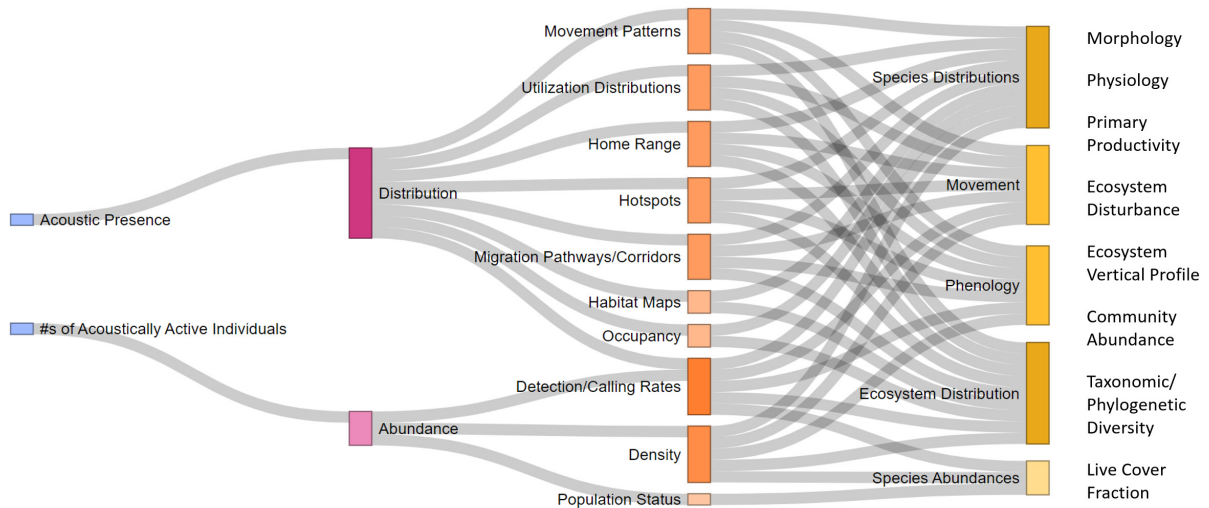 Acoustic Presence
#s of Acoustically Active Individuals
Distribution
Abundance
Movement Patterns
Utilization Distributions
Home Range
Hotspots
Migration Pathways/Corridors
Habitat Maps
Occupancy
Detection/Calling Rates
Density
Population Status
Species Distributions
Movement
Phenology
Ecosystem Distribution
Species Abundances
Morphology
Physiology
Primary
Productivity
Ecosystem
Disturbance
Ecosystem
Vertical Profile
Community
Abundance
Taxonomic/
Phylogenetic
Diversity
Live Cover
Fraction